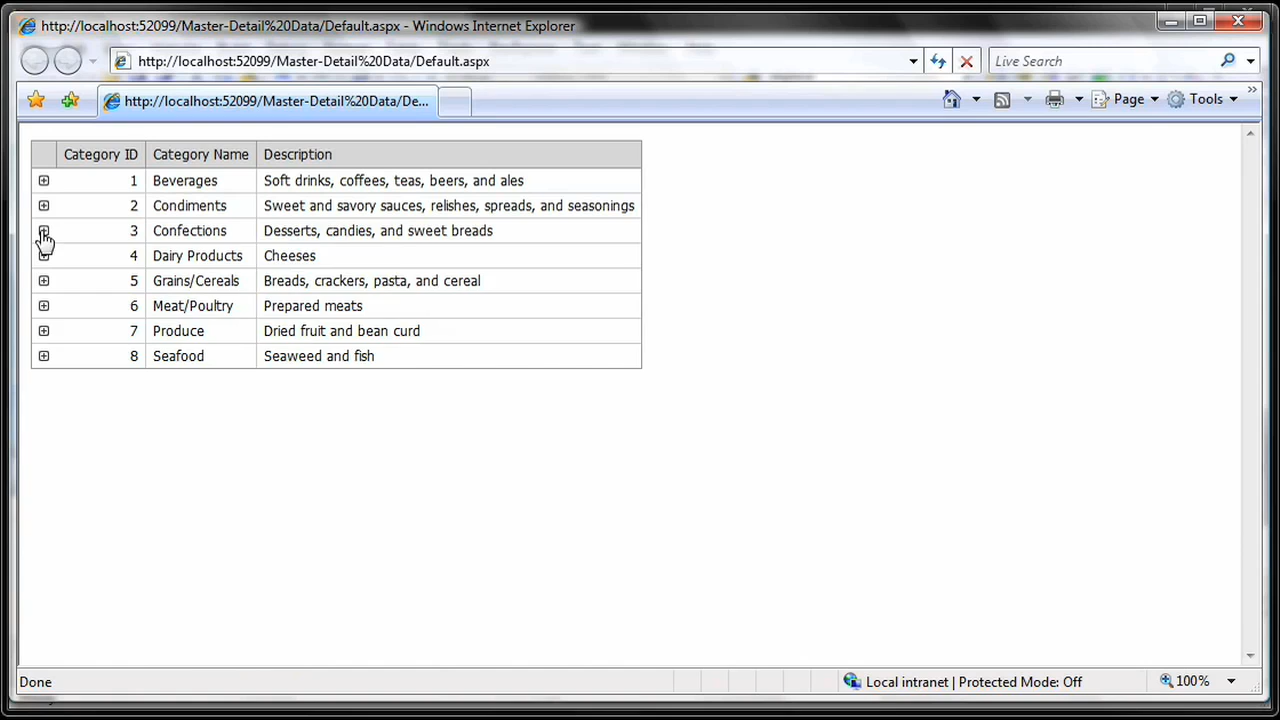 http://localhost:52099/Master-Detail%20Data/Default.aspx - Windows Internet Explorer
http://localhost:52099/Master-Detail%20Data/Default.aspx
Live Search
http://localhost:52099/Master-Detail%20Data/De...
Page
Tools
Category ID Category Name Description
1 Beverages Soft drinks, coffees, teas, beers, and ales
2 Condiments Sweet and savory sauces, relishes, spreads, and seasonings
3 Confections Desserts, candies, and sweet breads
4 Dairy Products Cheeses
5 Grains/Cereals Breads, crackers, pasta, and cereal
6 Meat/Poultry Prepared meats
7 Produce Dried fruit and bean curd
8 Seafood Seaweed and fish
Done
Local intranet | Protected Mode: Off
100%